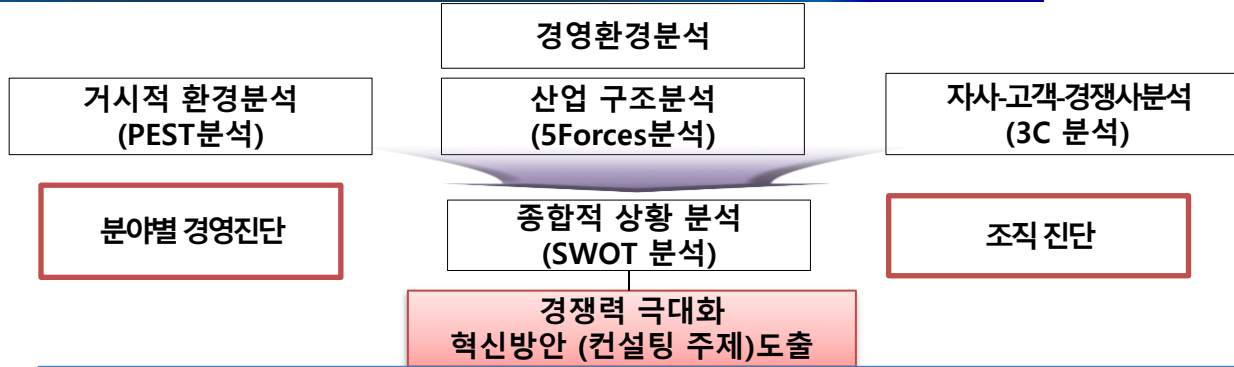 경영환경분석
거시적 환경분석
(PEST분석)
산업 구조분석
(5Forces분석)
자사-고객-경쟁사분석
(3C 분석)
분야별 경영진단
종합적 상황 분석
(SWOT 분석)
조직 진단
경쟁력 극대화
혁신방안 (컨설팅 주제)도출